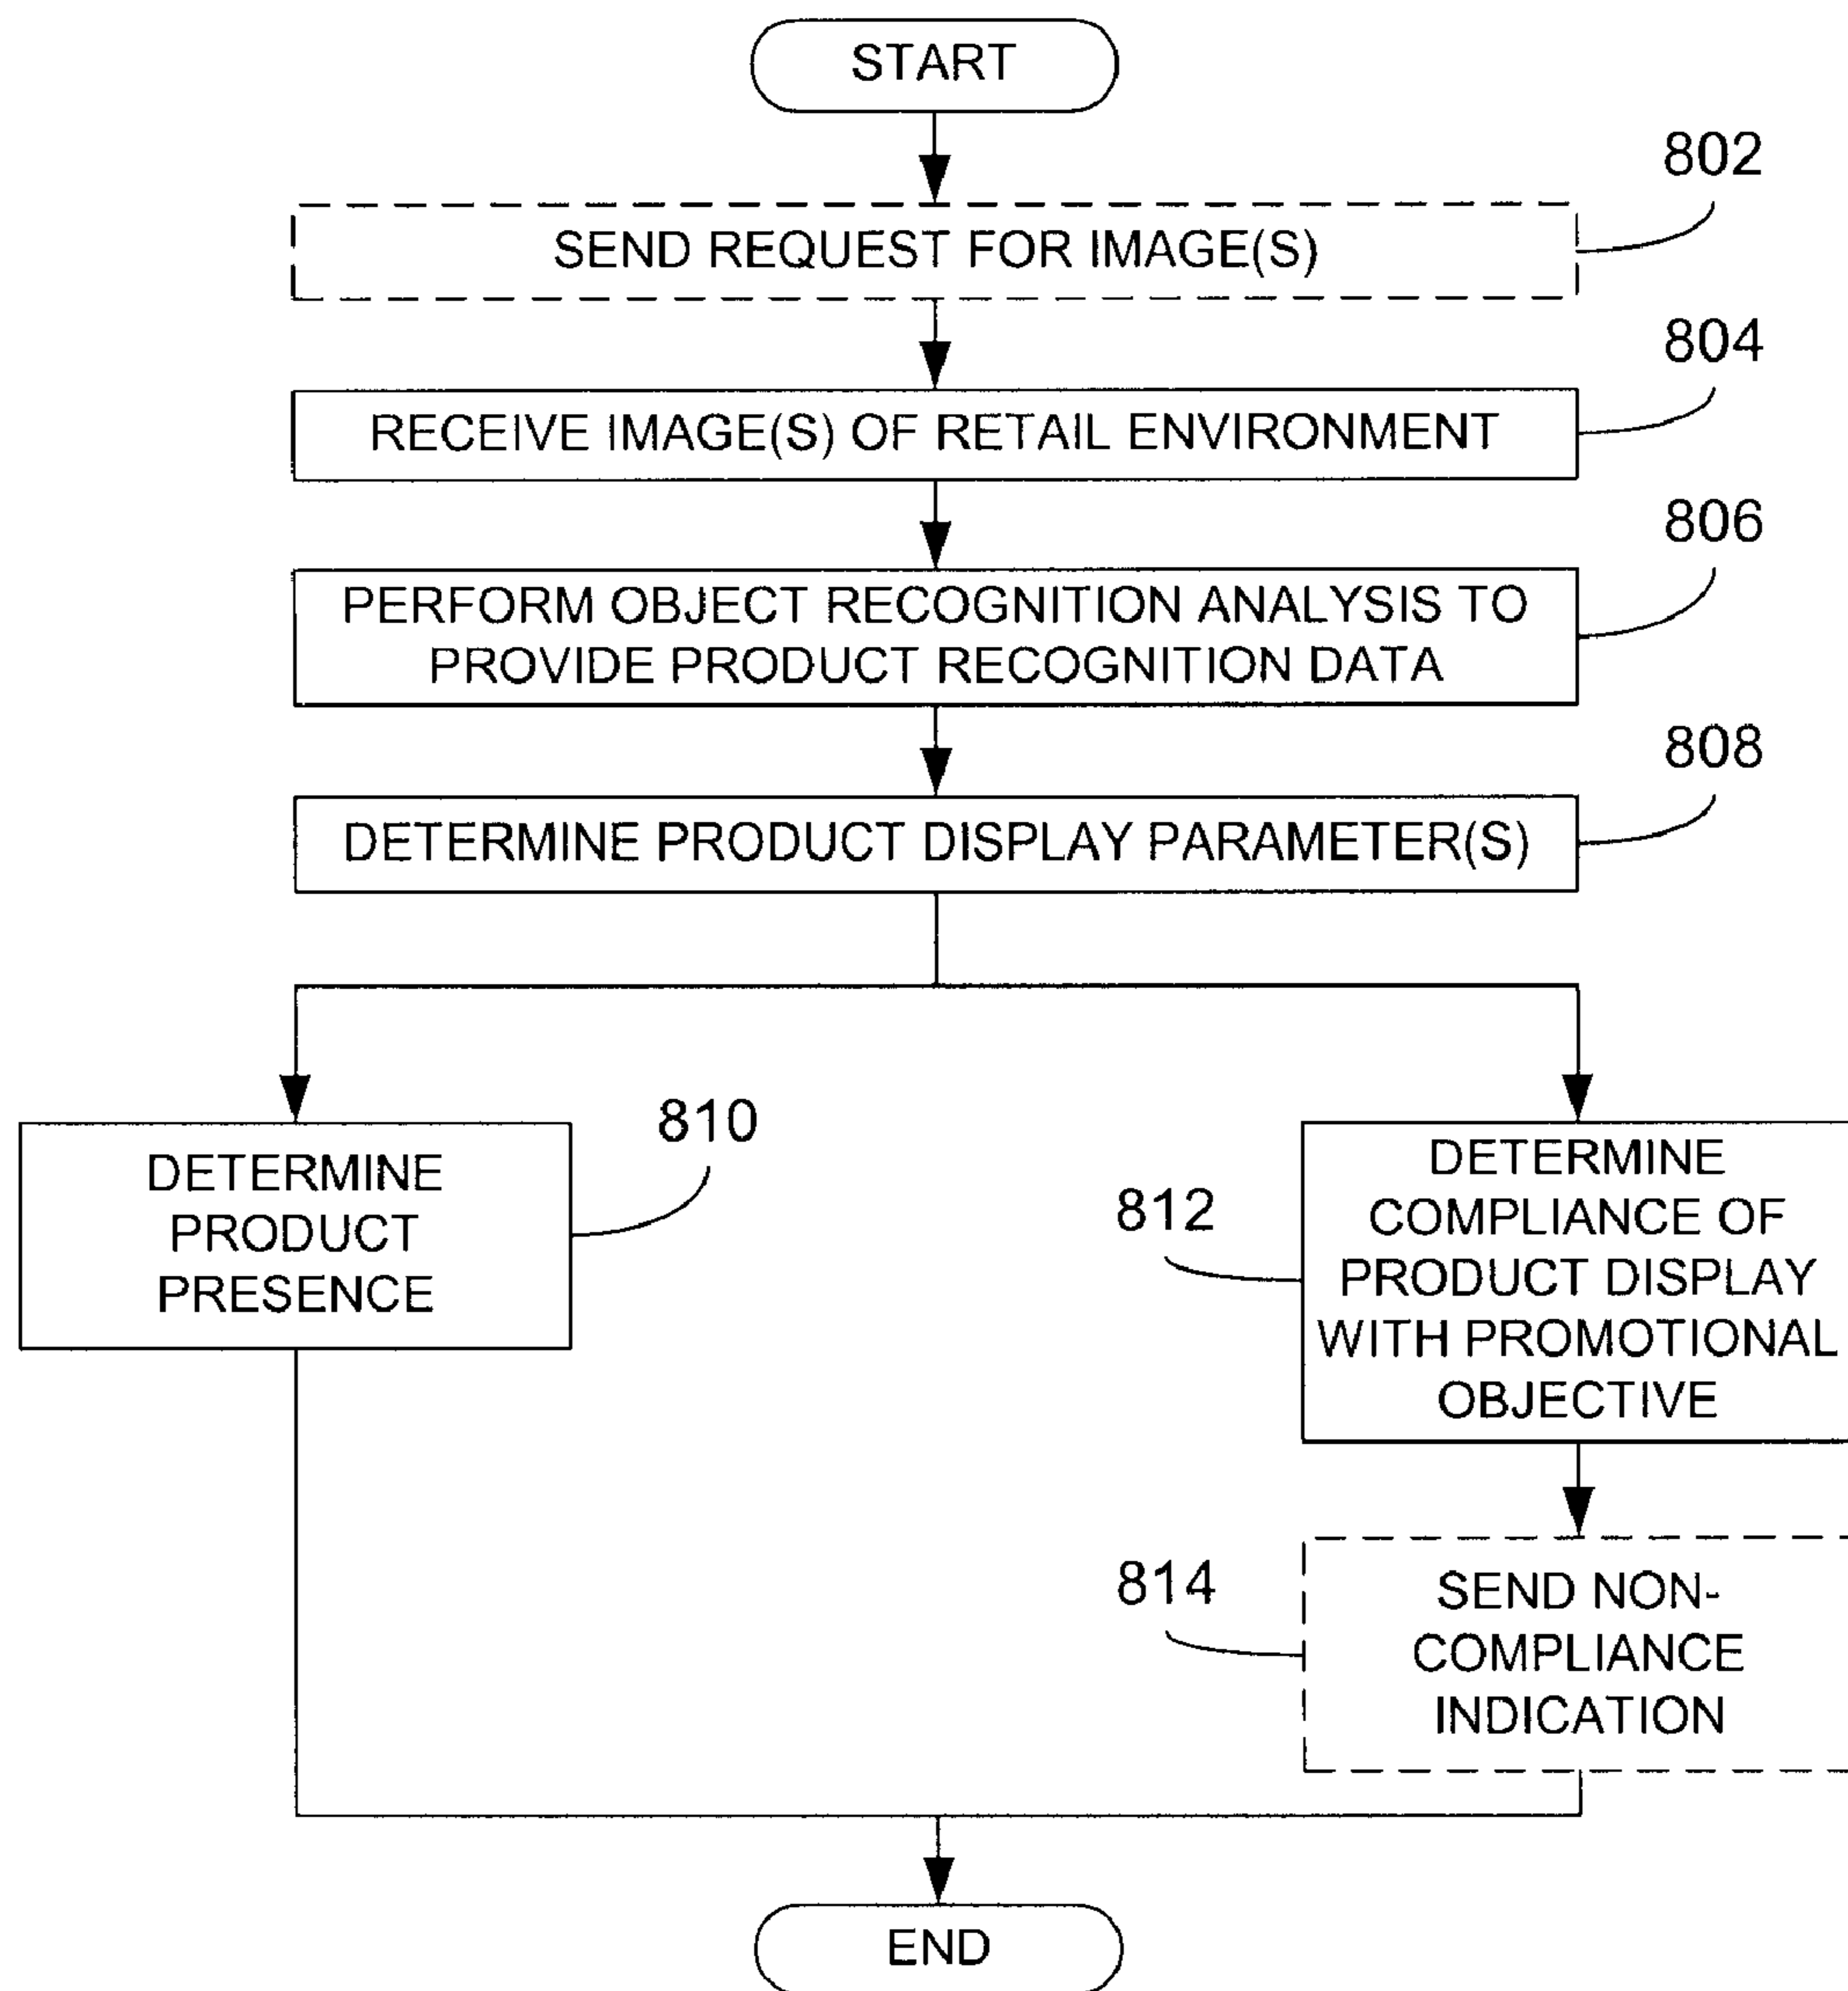 START
802
SEND REQUEST FOR IMAGE(S)
804
RECEIVE IMAGE(S) OF RETAIL ENVIRONMENT
806
PERFORM OBJECT RECOGNITION ANALYSIS TO
PROVIDE PRODUCT RECOGNITION DATA
808
DETERMINE PRODUCT DISPLAY PARAMETER(S)
810
DETERMINE
PRODUCT
PRESENCE
812
DETERMINE
COMPLIANCE OF
PRODUCT DISPLAY
WITH PROMOTIONAL
OBJECTIVE
814
SEND NON-
COMPLIANCE
INDICATION
END